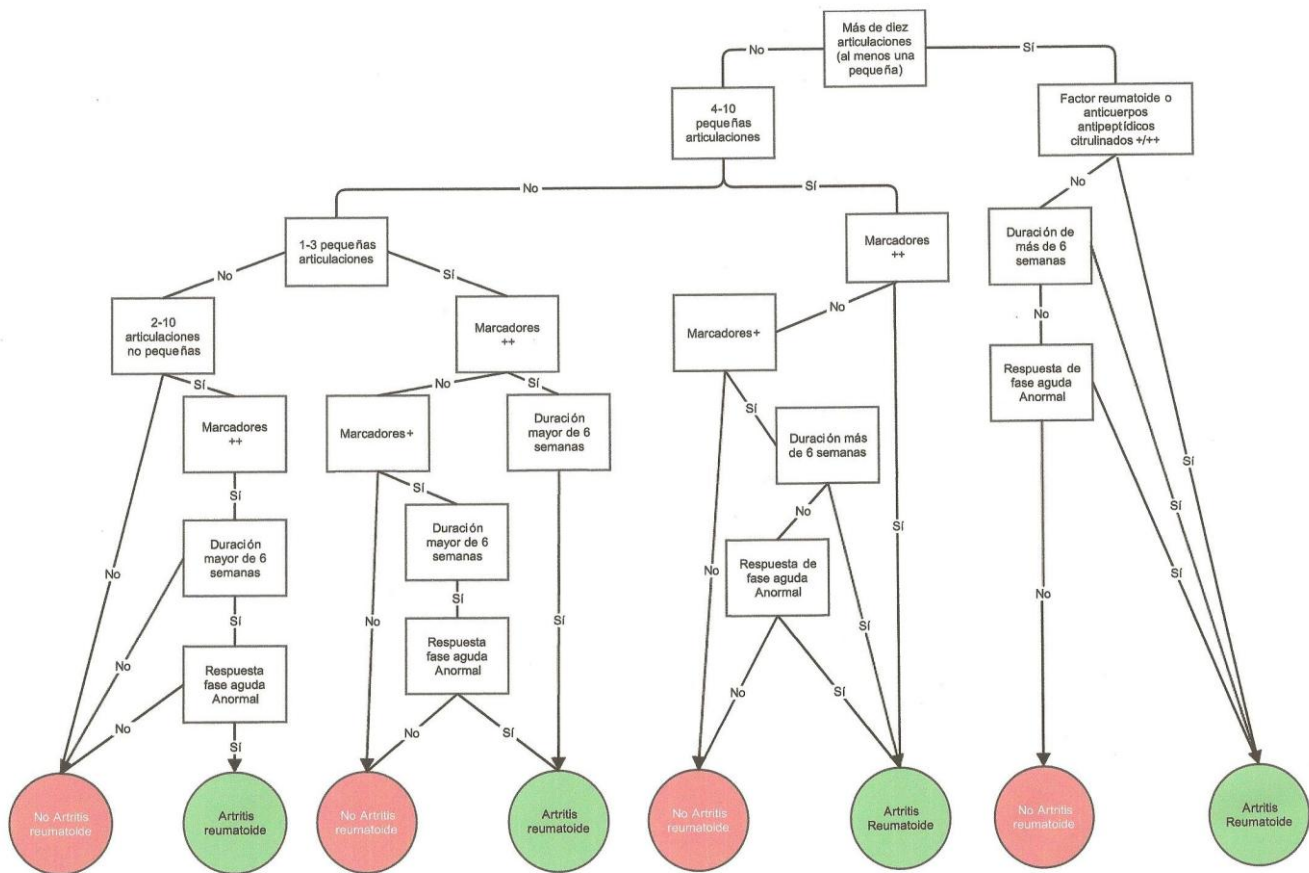 Más de diez
articulaciones
(al menos una
pequeña)
No
Sí
4-10
pequeñas
articulaciones
Factor reumatoide o
anticuerpos
antipeptídicos
citrulinados +/++
No
Sí
No
1-3 pequeñas
articulaciones
Marcadores
++
Duración de
más de 6
semanas
No
Sí
No
No
2-10
articulaciones
no pequeñas
Marcadores
++
Marcadores+
Respuesta de
fase aguda
Anormal
Sí
No
Sí
Sí
Marcadores
++
Marcadores+
Duración
mayor de 6
semanas
Duración más
de 6 semanas
Sí
Sí
Sí
Sí
No
Duración
mayor de 6
semanas
Duración
mayor de 6
semanas
Respuesta de
fase aguda
Anormal
No
No
Sí
Sí
Sí
No
Sí
Sí
No
Sí
Respuesta
fase aguda
Anormal
Respuesta
fase aguda
Anormal
No
No
Sí
No
Sí
No
Sí
No Artritis
reumatoide
Artritis
reumatoide
No Artritis
reumatoide
Artritis
reumatoide
No Artritis
reumatoide
Artritis
Reumatoide
No Artritis
reumatoide
Artritis
Reumatoide